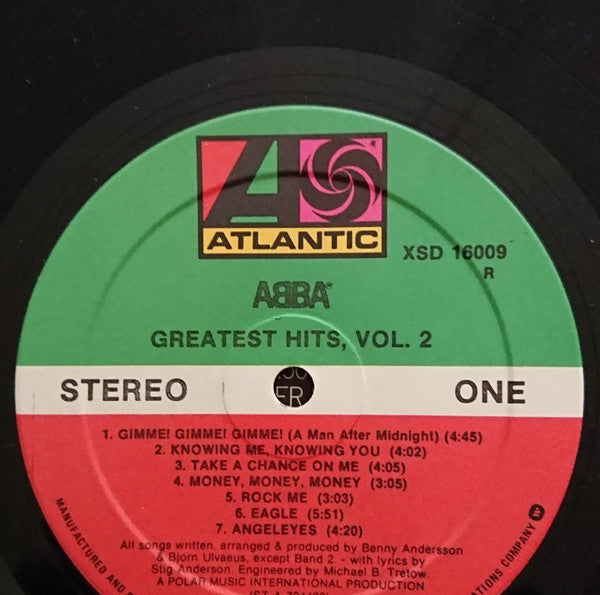 A
®
ATLANTIC
XSD 16009
R
ABBA®
GREATEST HITS, VOL. 2
STEREO
ER
ONE
1. GIMME! GIMME! GIMME! (A Man After Midnight) (4:45)
2. KNOWING ME, KNOWING YOU (4:02)
3. TAKE A CHANCE ON ME (4:05)
4. MONEY, MONEY, MONEY (3:05)
5. ROCK ME (3:03)
6. EAGLE (5:51)
7. ANGELEYES (4:20)
All songs written, arranged & produced by Benny Andersson
& Bjorn Ulvaeus, except Band 2. - with lyrics by
Stig Anderson. Engineered by Michael B. Tretow.
A POLAR MUSIC INTERNATIONAL PRODUCTION
MANUFACTURED AND
COMPANY